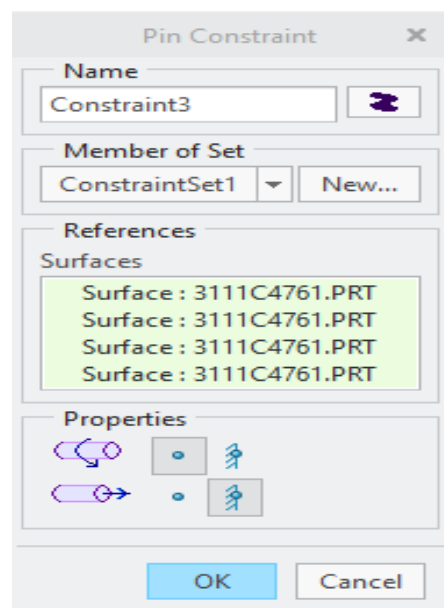 Pin Constraint
Name
Constraint3
Member of Set
ConstraintSet1 New...
References
Surfaces
Surface : 3111C4761.PRT
Surface : 3111C4761.PRT
Surface : 3111C4761.PRT
Surface : 3111C4761.PRT
Properties
OK Cancel